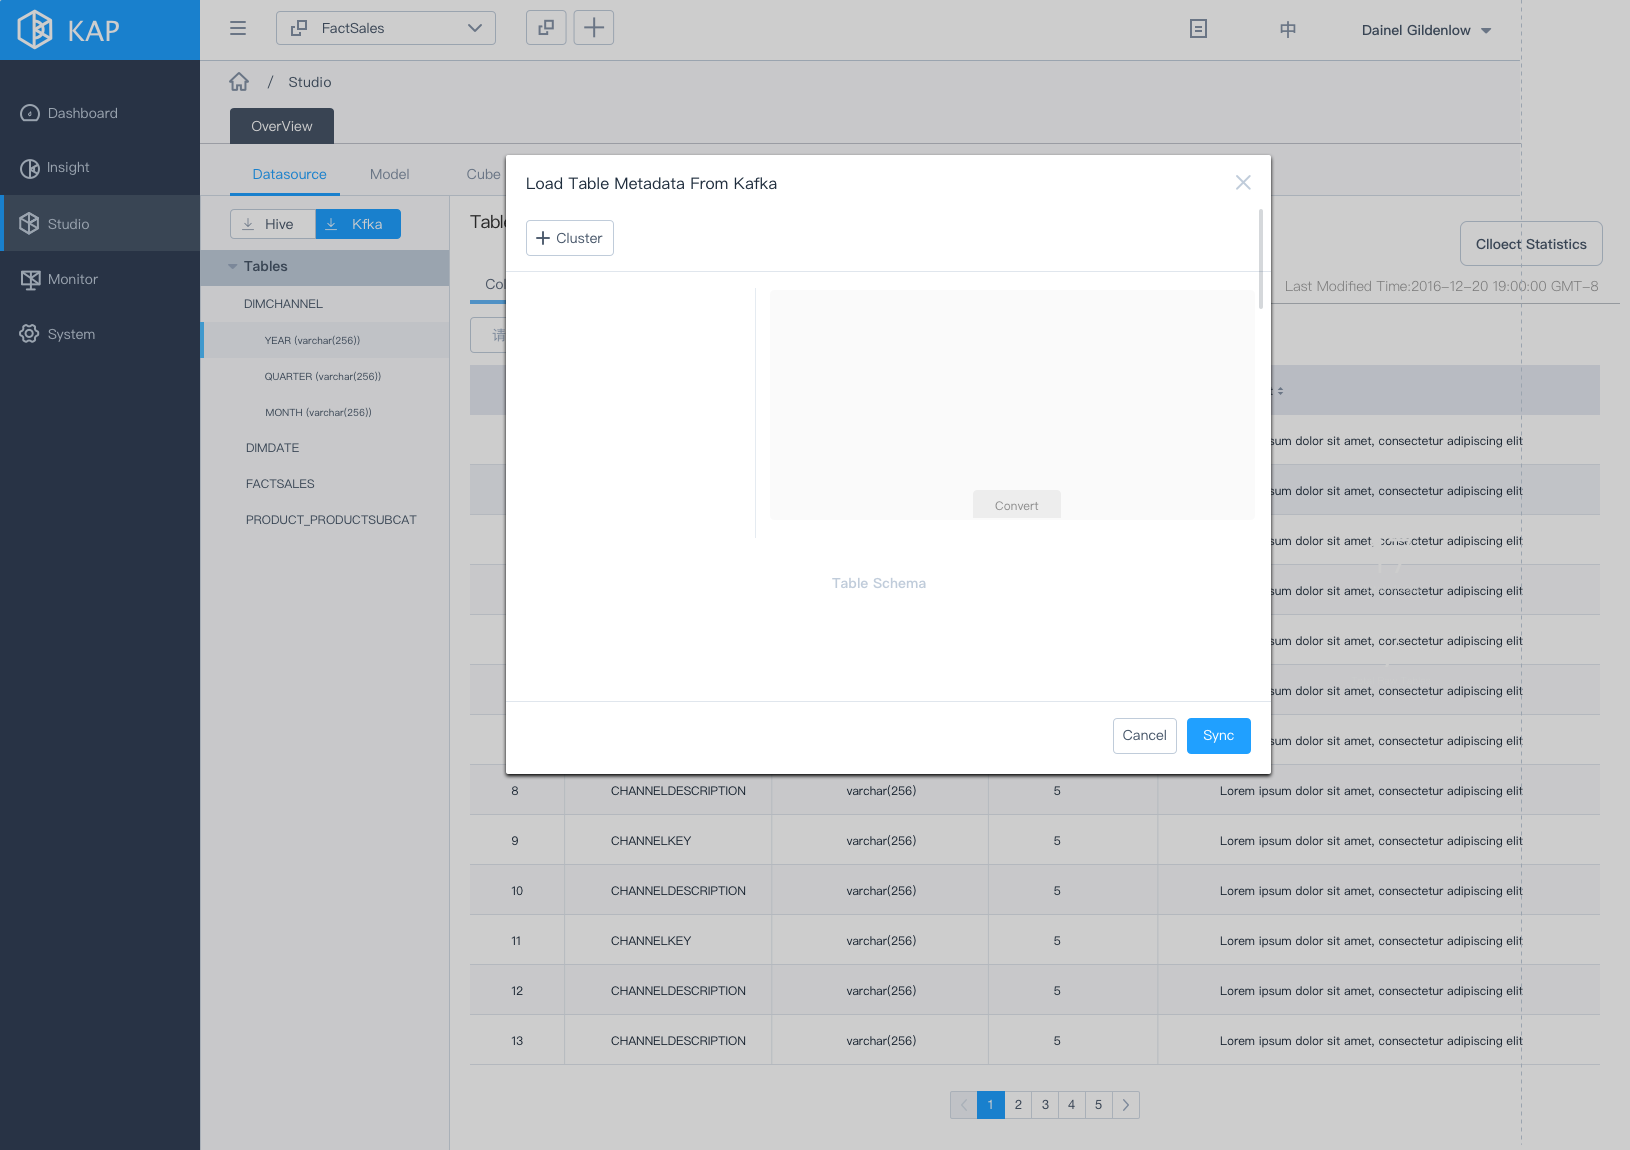 KAP
FactSales
中
Dainel Gildenlow
Dashboard
Insight
Studio
Monitor
System
/ Studio
OverView
Datasource Model Cube
Hive Kfka
Tables
DIMCHANNEL
YEAR (varchar(256))
QUARTER (varchar(256))
MONTH (varchar(256))
DIMDATE
FACTSALES
PRODUCT_PRODUCTSUBCAT
Clloect Statistics
Last Modified Time:2016-12-20 19:00:00 GMT-8
请
Load Table Metadata From Kafka
Cluster
Convert
Table Schema
Cancel Sync
sum dolor sit amet, consectetur adipiscing elit
sum dolor sit amet, consectetur adipiscing elit
sum dolor sit amet, consectetur adipiscing elit
sum dolor sit amet, consectetur adipiscing elit
sum dolor sit amet, consectetur adipiscing elit
sum dolor sit amet, consectetur adipiscing elit
sum dolor sit amet, consectetur adipiscing elit
8 CHANNELDESCRIPTION varchar(256) 5 Lorem ipsum dolor sit amet, consectetur adipiscing elit
9 CHANNELKEY varchar(256) 5 Lorem ipsum dolor sit amet, consectetur adipiscing elit
10 CHANNELDESCRIPTION varchar(256) 5 Lorem ipsum dolor sit amet, consectetur adipiscing elit
11 CHANNELKEY varchar(256) 5 Lorem ipsum dolor sit amet, consectetur adipiscing elit
12 CHANNELDESCRIPTION varchar(256) 5 Lorem ipsum dolor sit amet, consectetur adipiscing elit
13 CHANNELDESCRIPTION varchar(256) 5 Lorem ipsum dolor sit amet, consectetur adipiscing elit
1 2 3 4 5